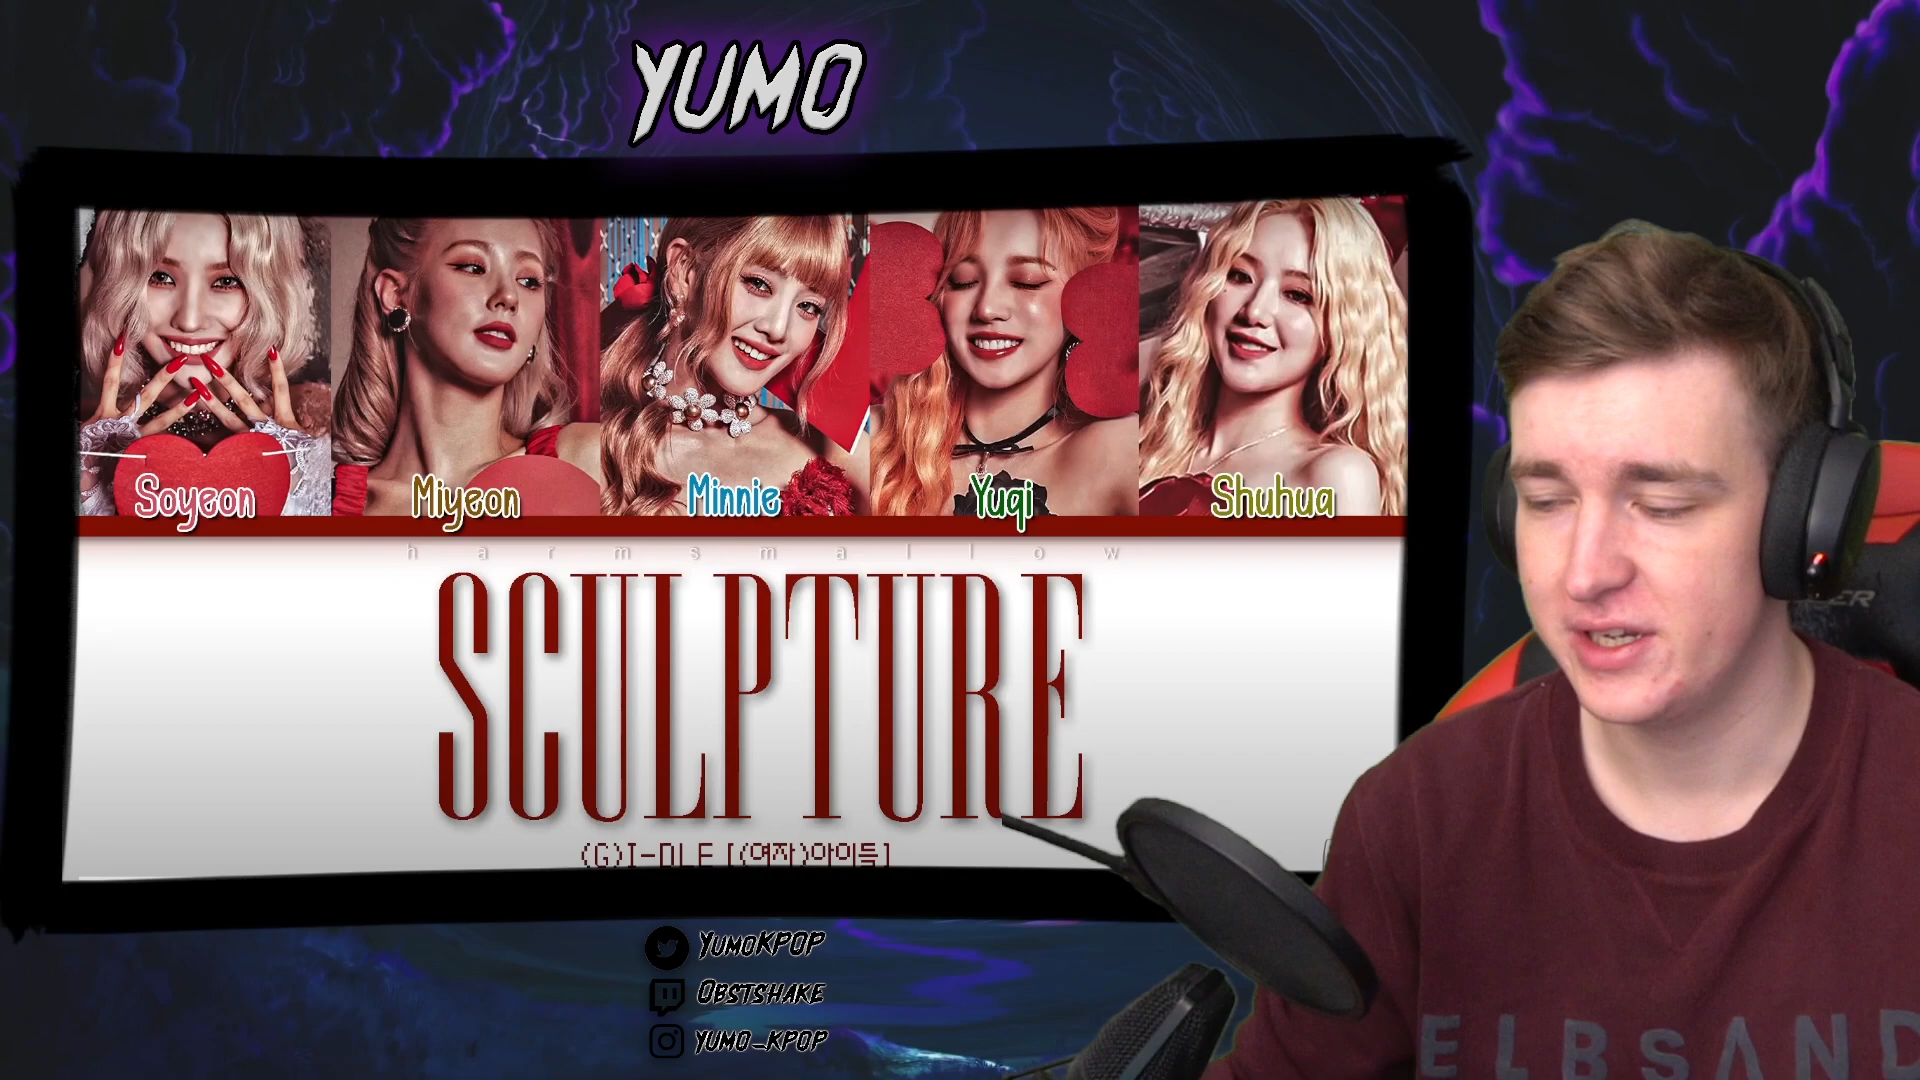 YUMO
Soyeon
Miyeon
Minnie
Yuqi
Shuhua
harmsmallow
SCULPTURE
(G)I-DLE [(여자)아이들]
YUMOKPOP
OBSTSHAKE
YUMO_KPOP
ELBSAND